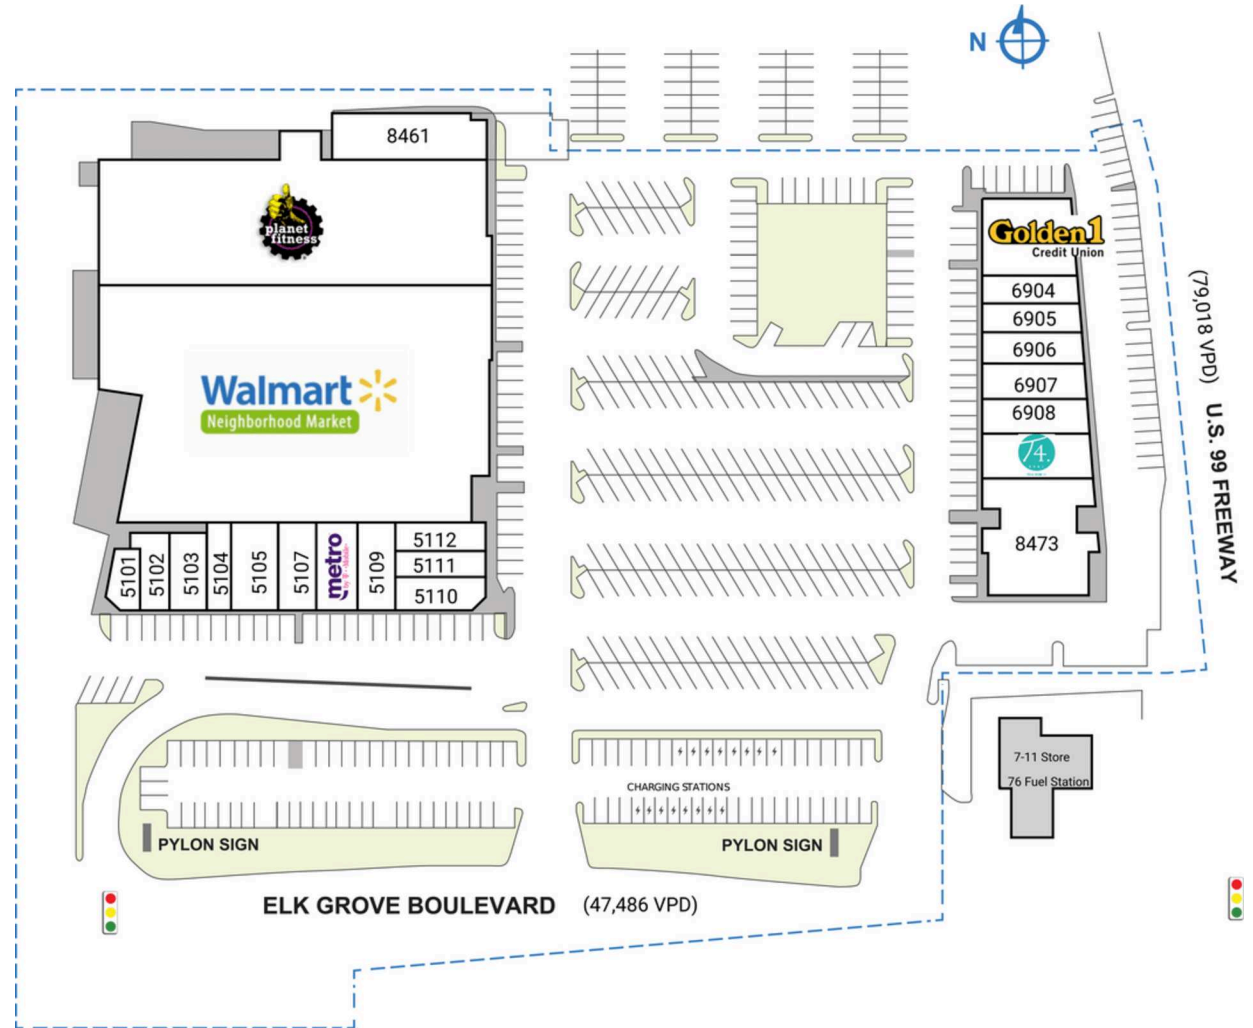 N
8461
planet
fitness
Golden1
Credit Union
6904
6905
6906
6907
6908
(79,018 VPD)
U.S. 99 FREEWAY
Walmart
Neighborhood Market
T4.
8473
5101
5102
5103
5104
5105
5107
metro
5109
5112
5111
5110
7-11 Store
76 Fuel Station
CHARGING STATIONS
PYLON SIGN
PYLON SIGN
ELK GROVE BOULEVARD (47,486 VPD)